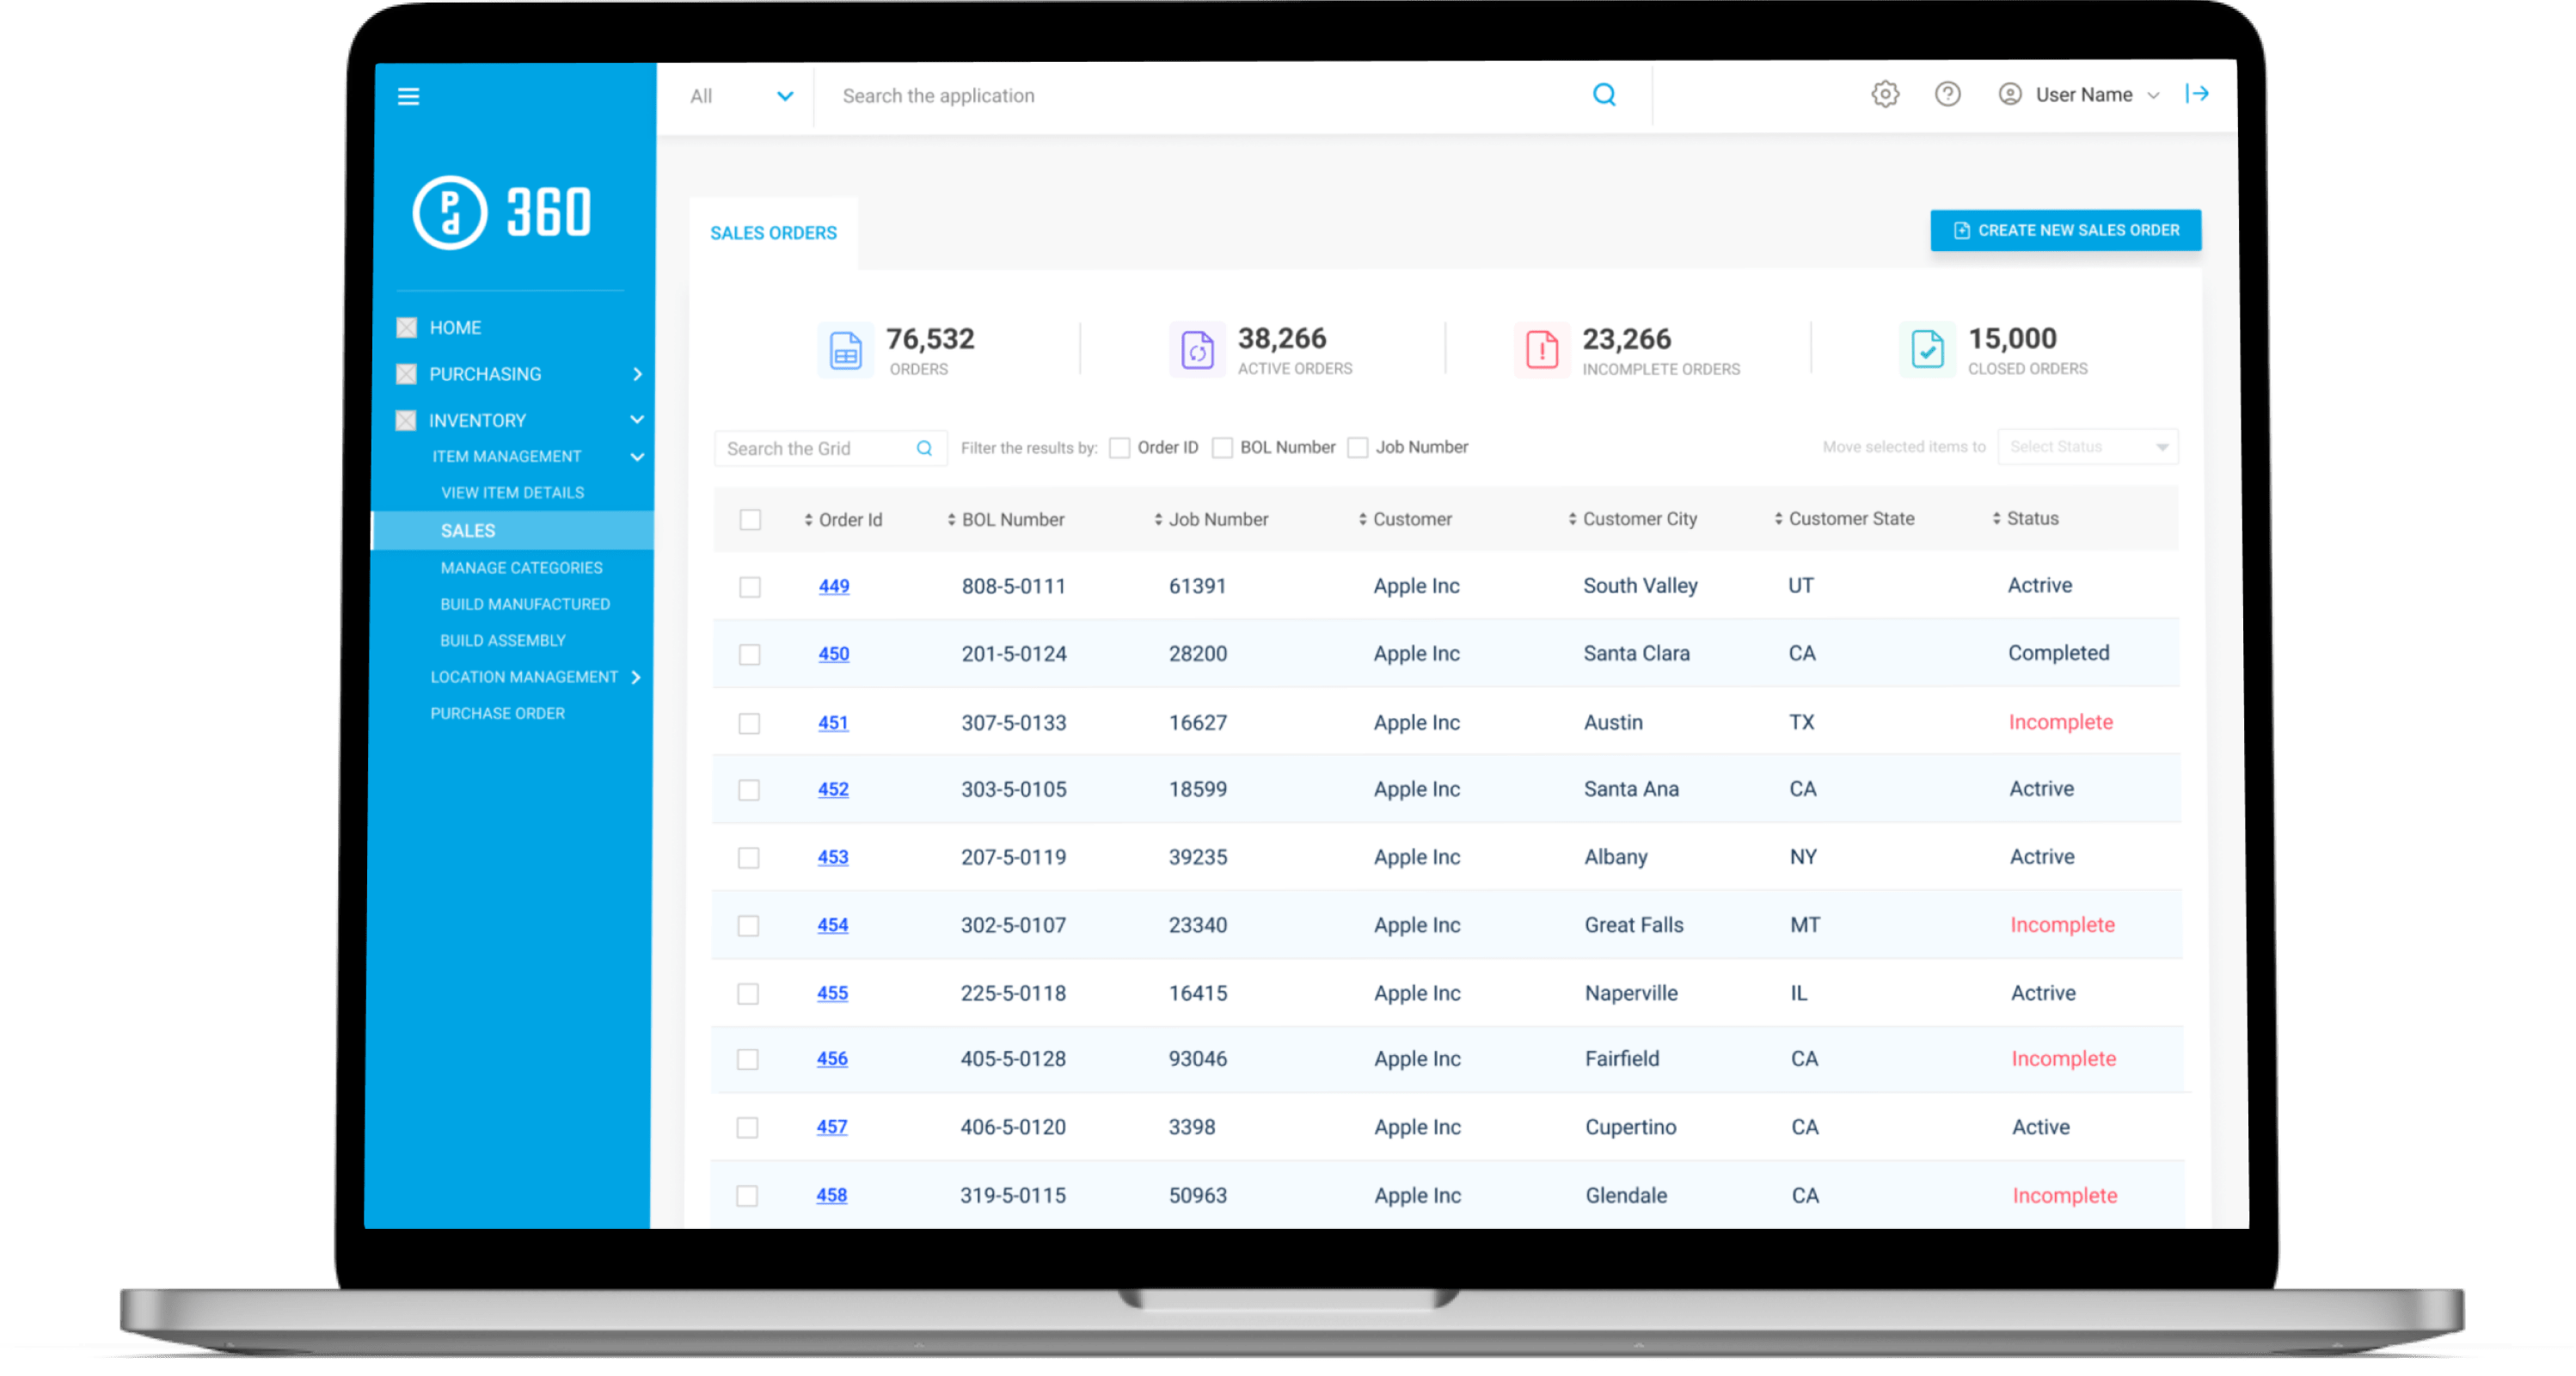 All
Search the application
User Name
Pd 360
SALES ORDERS
CREATE NEW SALES ORDER
HOME
PURCHASING
INVENTORY
ITEM MANAGEMENT
VIEW ITEM DETAILS
SALES
MANAGE CATEGORIES
BUILD MANUFACTURED
BUILD ASSEMBLY
LOCATION MANAGEMENT
PURCHASE ORDER
76,532
ORDERS
38,266
ACTIVE ORDERS
23,266
INCOMPLETE ORDERS
15,000
CLOSED ORDERS
Search the Grid Filter the results by: Order ID BOL Number Job Number Move selected items to Select Status
Order Id BOL Number Job Number Customer Customer City Customer State Status
449 808-5-0111 61391 Apple Inc South Valley UT Actrive
450 201-5-0124 28200 Apple Inc Santa Clara CA Completed
451 307-5-0133 16627 Apple Inc Austin TX Incomplete
452 303-5-0105 18599 Apple Inc Santa Ana CA Actrive
453 207-5-0119 39235 Apple Inc Albany NY Actrive
454 302-5-0107 23340 Apple Inc Great Falls MT Incomplete
455 225-5-0118 16415 Apple Inc Naperville IL Actrive
456 405-5-0128 93046 Apple Inc Fairfield CA Incomplete
457 406-5-0120 3398 Apple Inc Cupertino CA Active
458 319-5-0115 50963 Apple Inc Glendale CA Incomplete